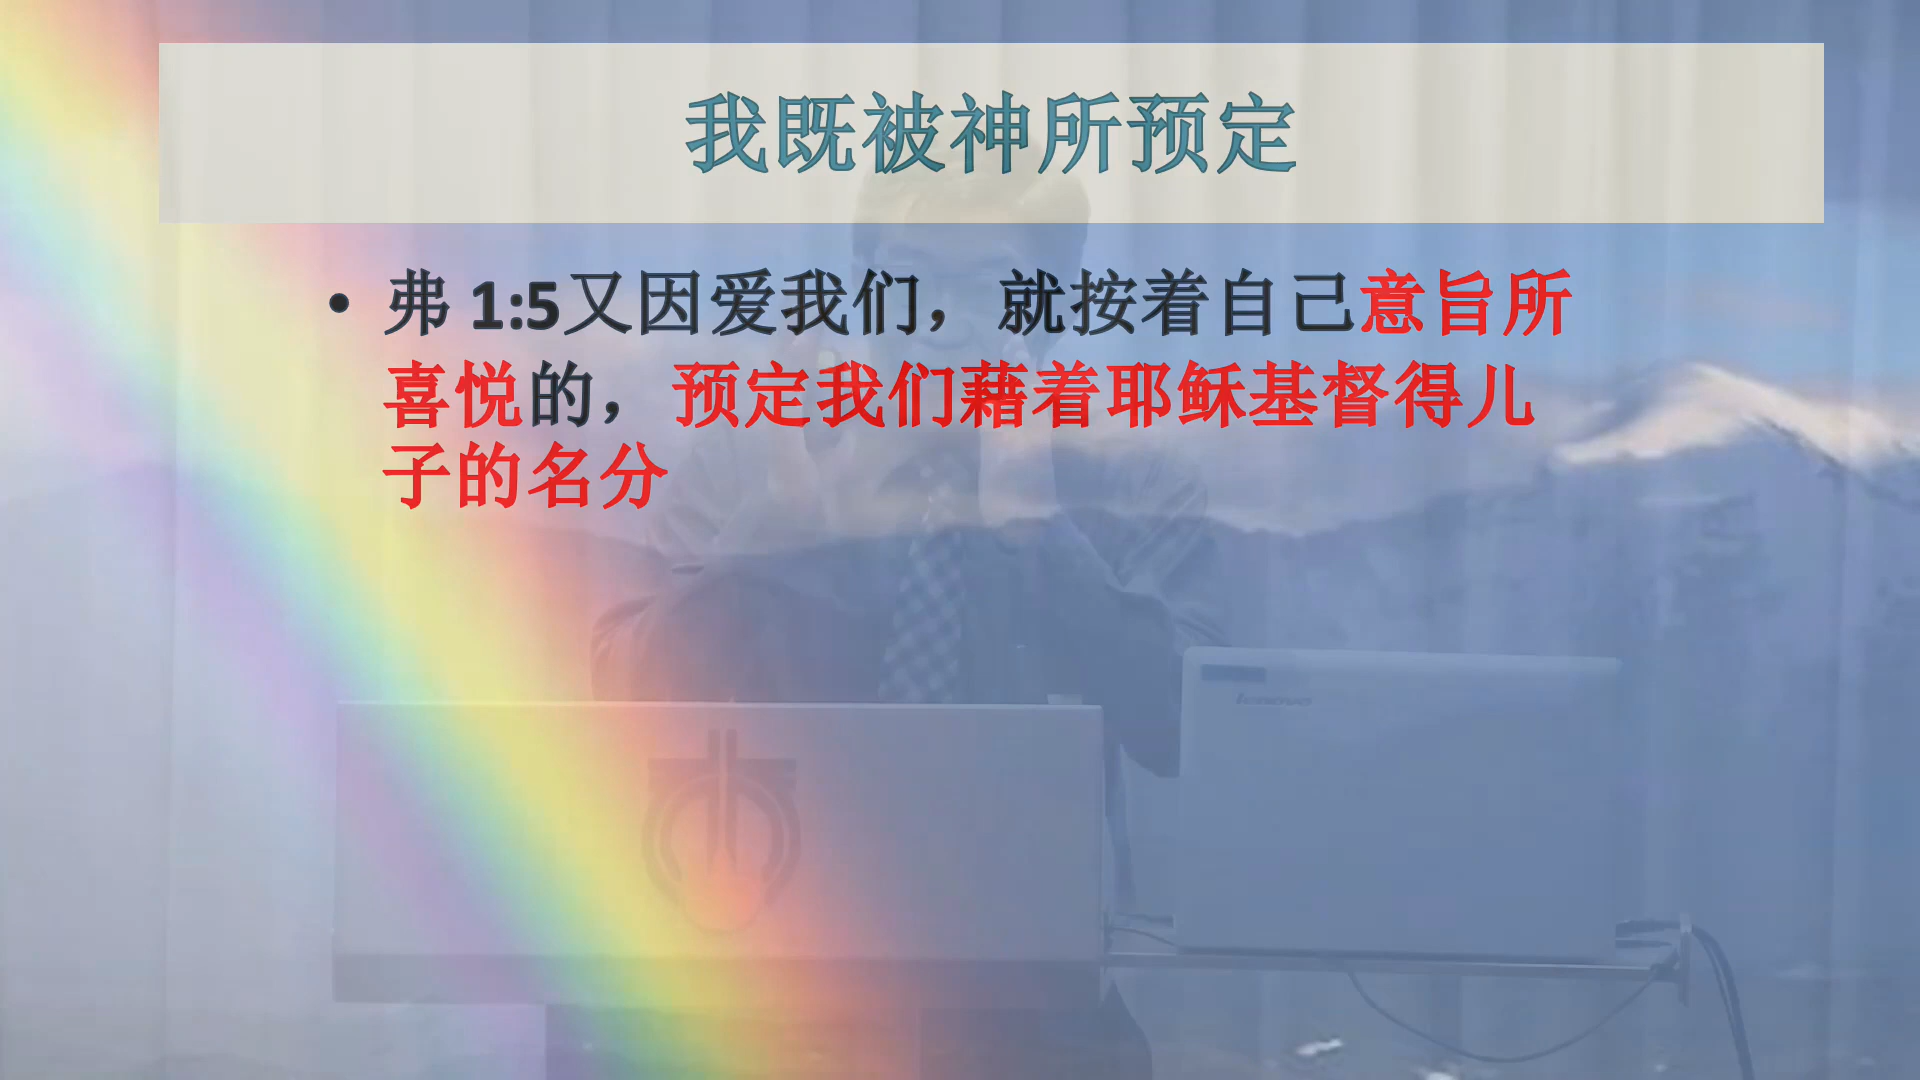 我既被神所预定
• 弗 1:5又因爱我们，就按着自己意旨所
喜悦的，预定我们藉着耶稣基督得儿
子的名分
lenovo